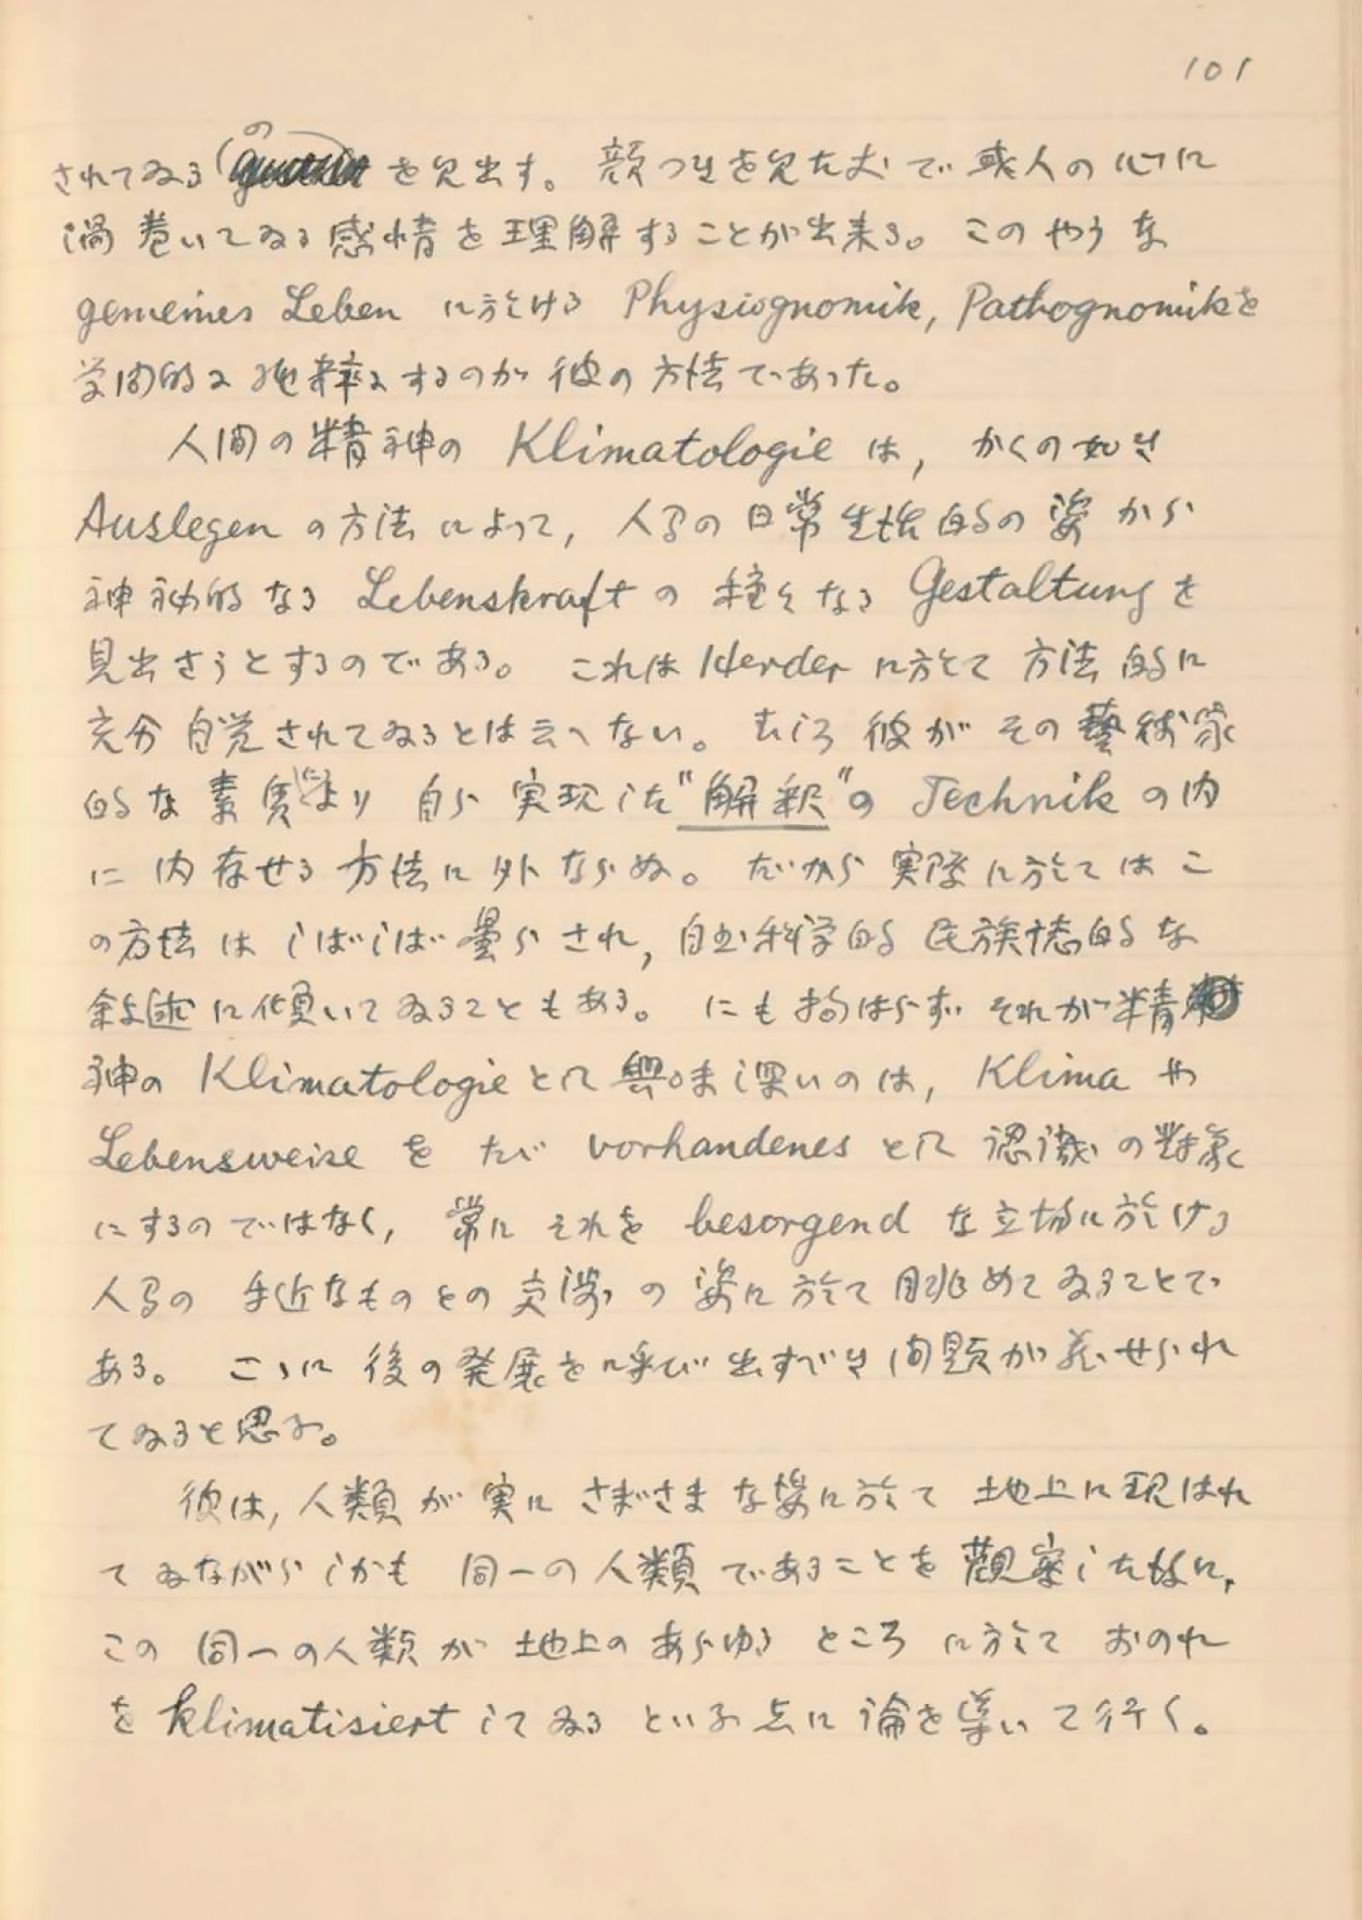 101
されてゐるのを見出す。顔つきを見た丈で或人の心に
渦巻いてゐる感情を理解することが出来る。このやうな
gemeines Leben に於ける Physiognomik, Pathognomikを
学問的に純粋にするのが彼の方法であった。
人間の精神の Klimatologie は, かくの如き
Auslegen の方法によって, 人間の日常生活的の姿から
精神的なる Lebenskraft の種々なる Gestaltung を
見出さうとするのである。これは Herder に於て方法的に
充分自覚されてゐるとは云へない。むしろ彼がその藝術家
的な素質により自ら実現した"解釈"の Technik の内
に内存せる方法に外ならぬ。だから実際に於てはこ
の方法はしばしば曇らされ, 自然科学的民族誌的な
叙述に傾いてゐることもある。にも拘はらずそれが精
神の Klimatologie として興味深いのは, Klima や
Lebensweise をたゞ vorhandenes として認識の対象
にするのではなく, 常にそれを besorgend な立場に於ける
人間の手近なものとの交渉の姿に於て眺めてゐることで
ある。こゝに後の発展を呼び出すべき問題が蔵せられ
てゐると思ふ。
彼は, 人類が実にさまざまな姿に於て地上に現はれ
てゐながらしかも同一の人類であることを観察した後に,
この同一の人類が地上のあらゆるところに於ておのれ
を klimatisiert してゐるといふ点に論を導いて行く。